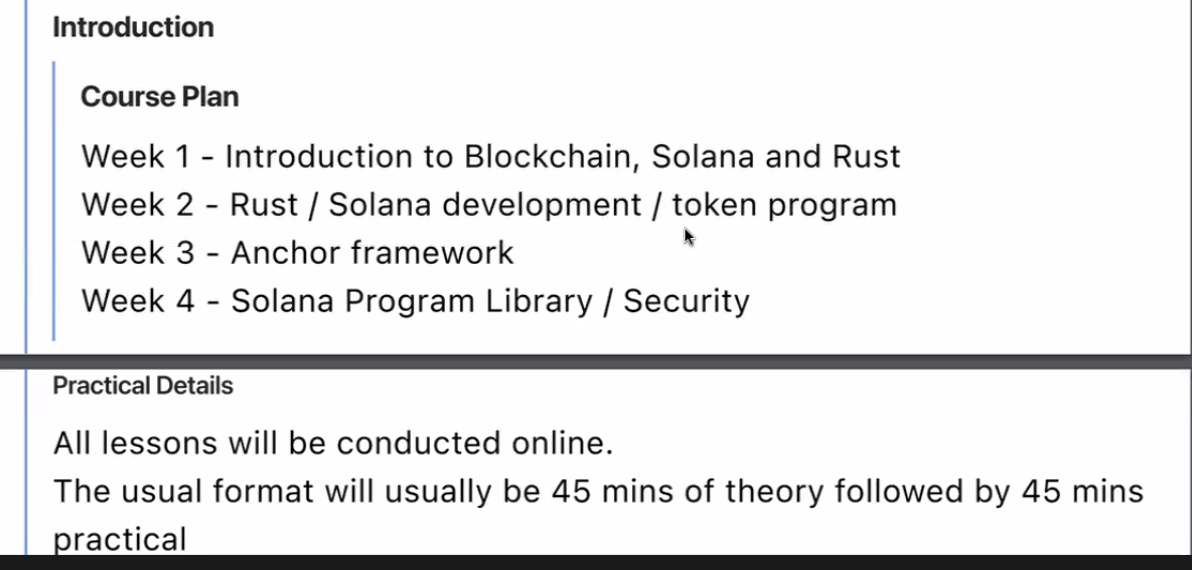 Introduction
Course Plan
Week 1 - Introduction to Blockchain, Solana and Rust
Week 2 - Rust / Solana development / token program
Week 3 - Anchor framework
Week 4 - Solana Program Library / Security
Practical Details
All lessons will be conducted online.
The usual format will usually be 45 mins of theory followed by 45 mins
practical